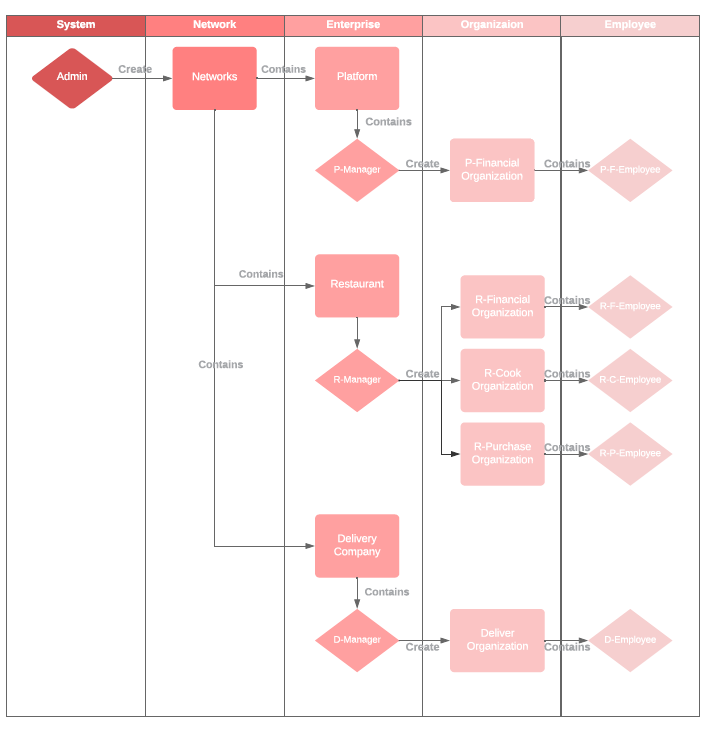 System Network Enterprise Organizaion Employee
Admin Create Networks Contains Platform
Contains
P-Manager Create P-Financial
Organization Contains P-F-Employee
Contains Restaurant
R-Financial
Organization Contains R-F-Employee
Contains
R-Manager Create R-Cook
Organization Contains R-C-Employee
R-Purchase
Organization Contains R-P-Employee
Delivery
Company
Contains
D-Manager Create Deliver
Organization Contains D-Employee